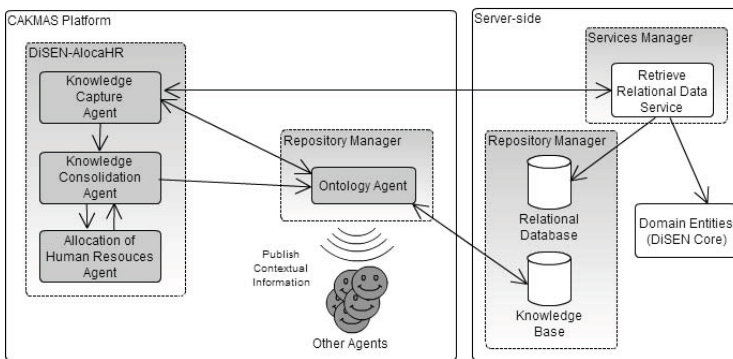 CAKMAS Platform
DiSEN-AlocaHR
Knowledge
Capture
Agent
Knowledge
Consolidation
Agent
Allocation of
Human Resouces
Agent
Repository Manager
Ontology Agent
Publish
Contextual
Information
Other Agents
Server-side
Services Manager
Retrieve
Relational Data
Service
Repository Manager
Relational
Database
Knowledge
Base
Domain Entities
(DiSEN Core)